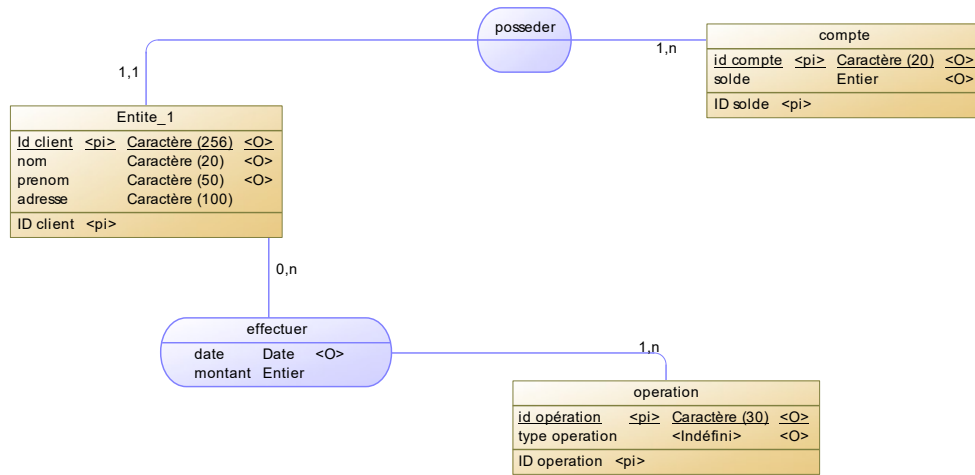 posseder
1,1
1,n
compte
id compte <pi> Caractère (20) <O>
solde Entier <O>
ID solde <pi>
Entite_1
Id client <pi> Caractère (256) <O>
nom Caractère (20) <O>
prenom Caractère (50) <O>
adresse Caractère (100)
ID client <pi>
0,n
effectuer
date Date <O>
montant Entier
1,n
operation
id opération <pi> Caractère (30) <O>
type operation <Indéfini> <O>
ID operation <pi>